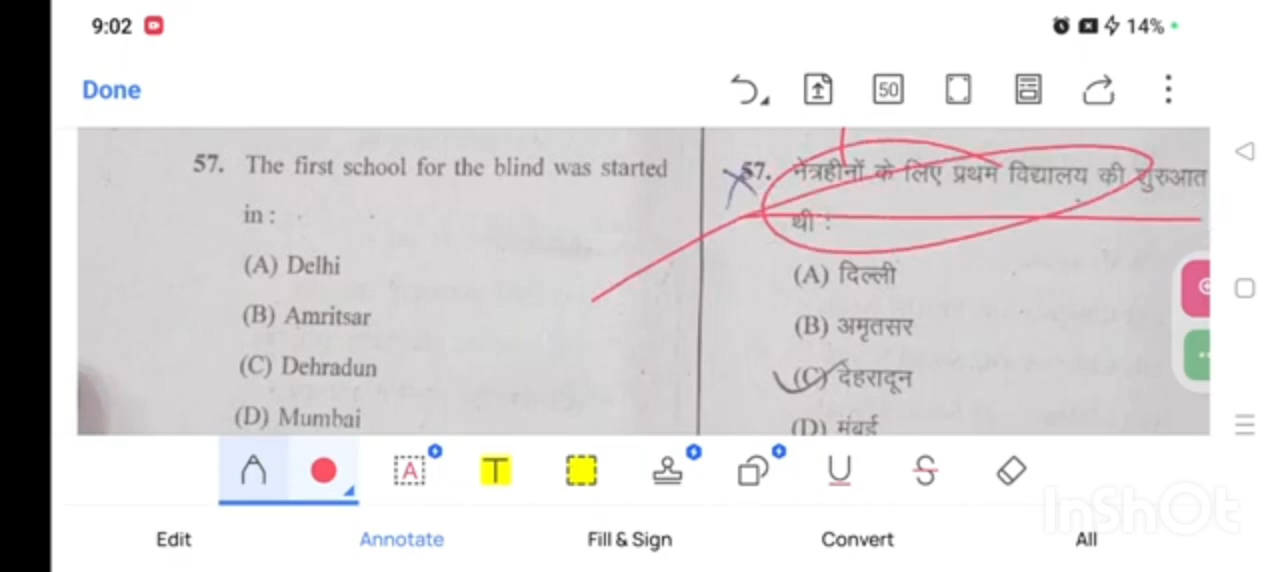 9:02
14%
Done
50
57. The first school for the blind was started
in :
(A) Delhi
(B) Amritsar
(C) Dehradun
(D) Mumbai
57. नेत्रहीनों के लिए प्रथम विद्यालय की शुरुआत
थी :
(A) दिल्ली
(B) अमृतसर
(C) देहरादून
(D) मुंबई
A
T
U
S
Edit
Annotate
Fill & Sign
Convert
All
InShOt